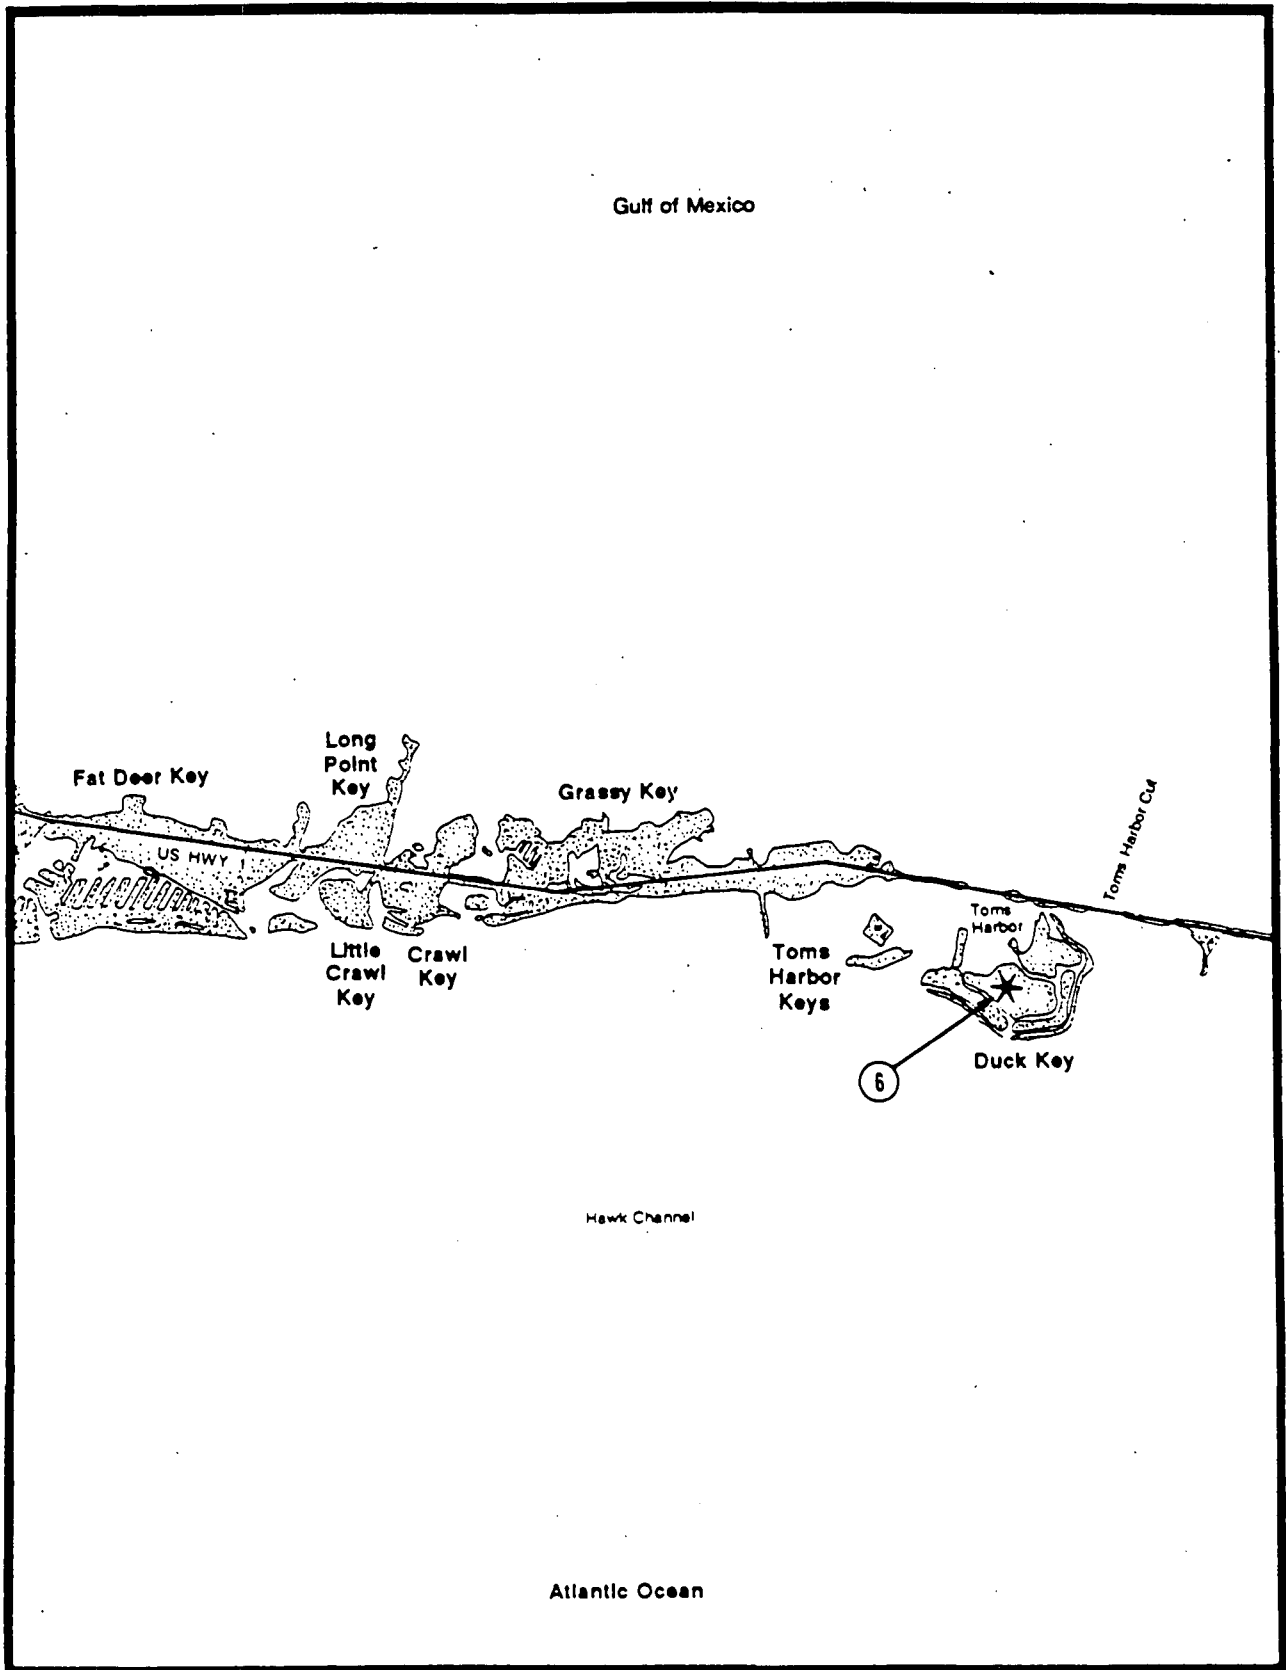 Gulf of Mexico
Long
Point
Key
Fat Deer Key
Grassy Key
Toms Harbor Cut
US HWY 1
Toms
Harbor
Little
Crawl
Key
Crawl
Key
Toms
Harbor
Keys
Duck Key
6
Hawk Channel
Atlantic Ocean